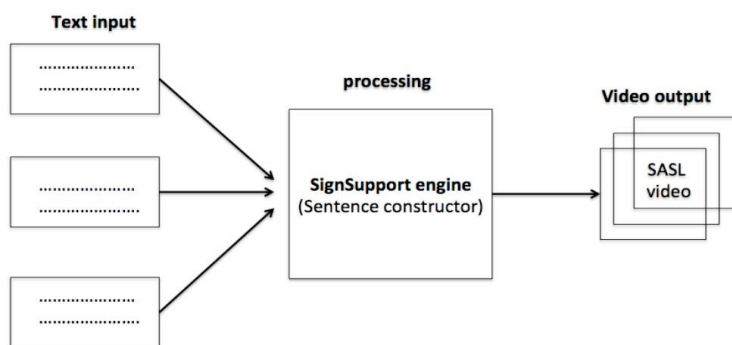 Text input
processing
Video output
SignSupport engine
(Sentence constructor)
SASL
video